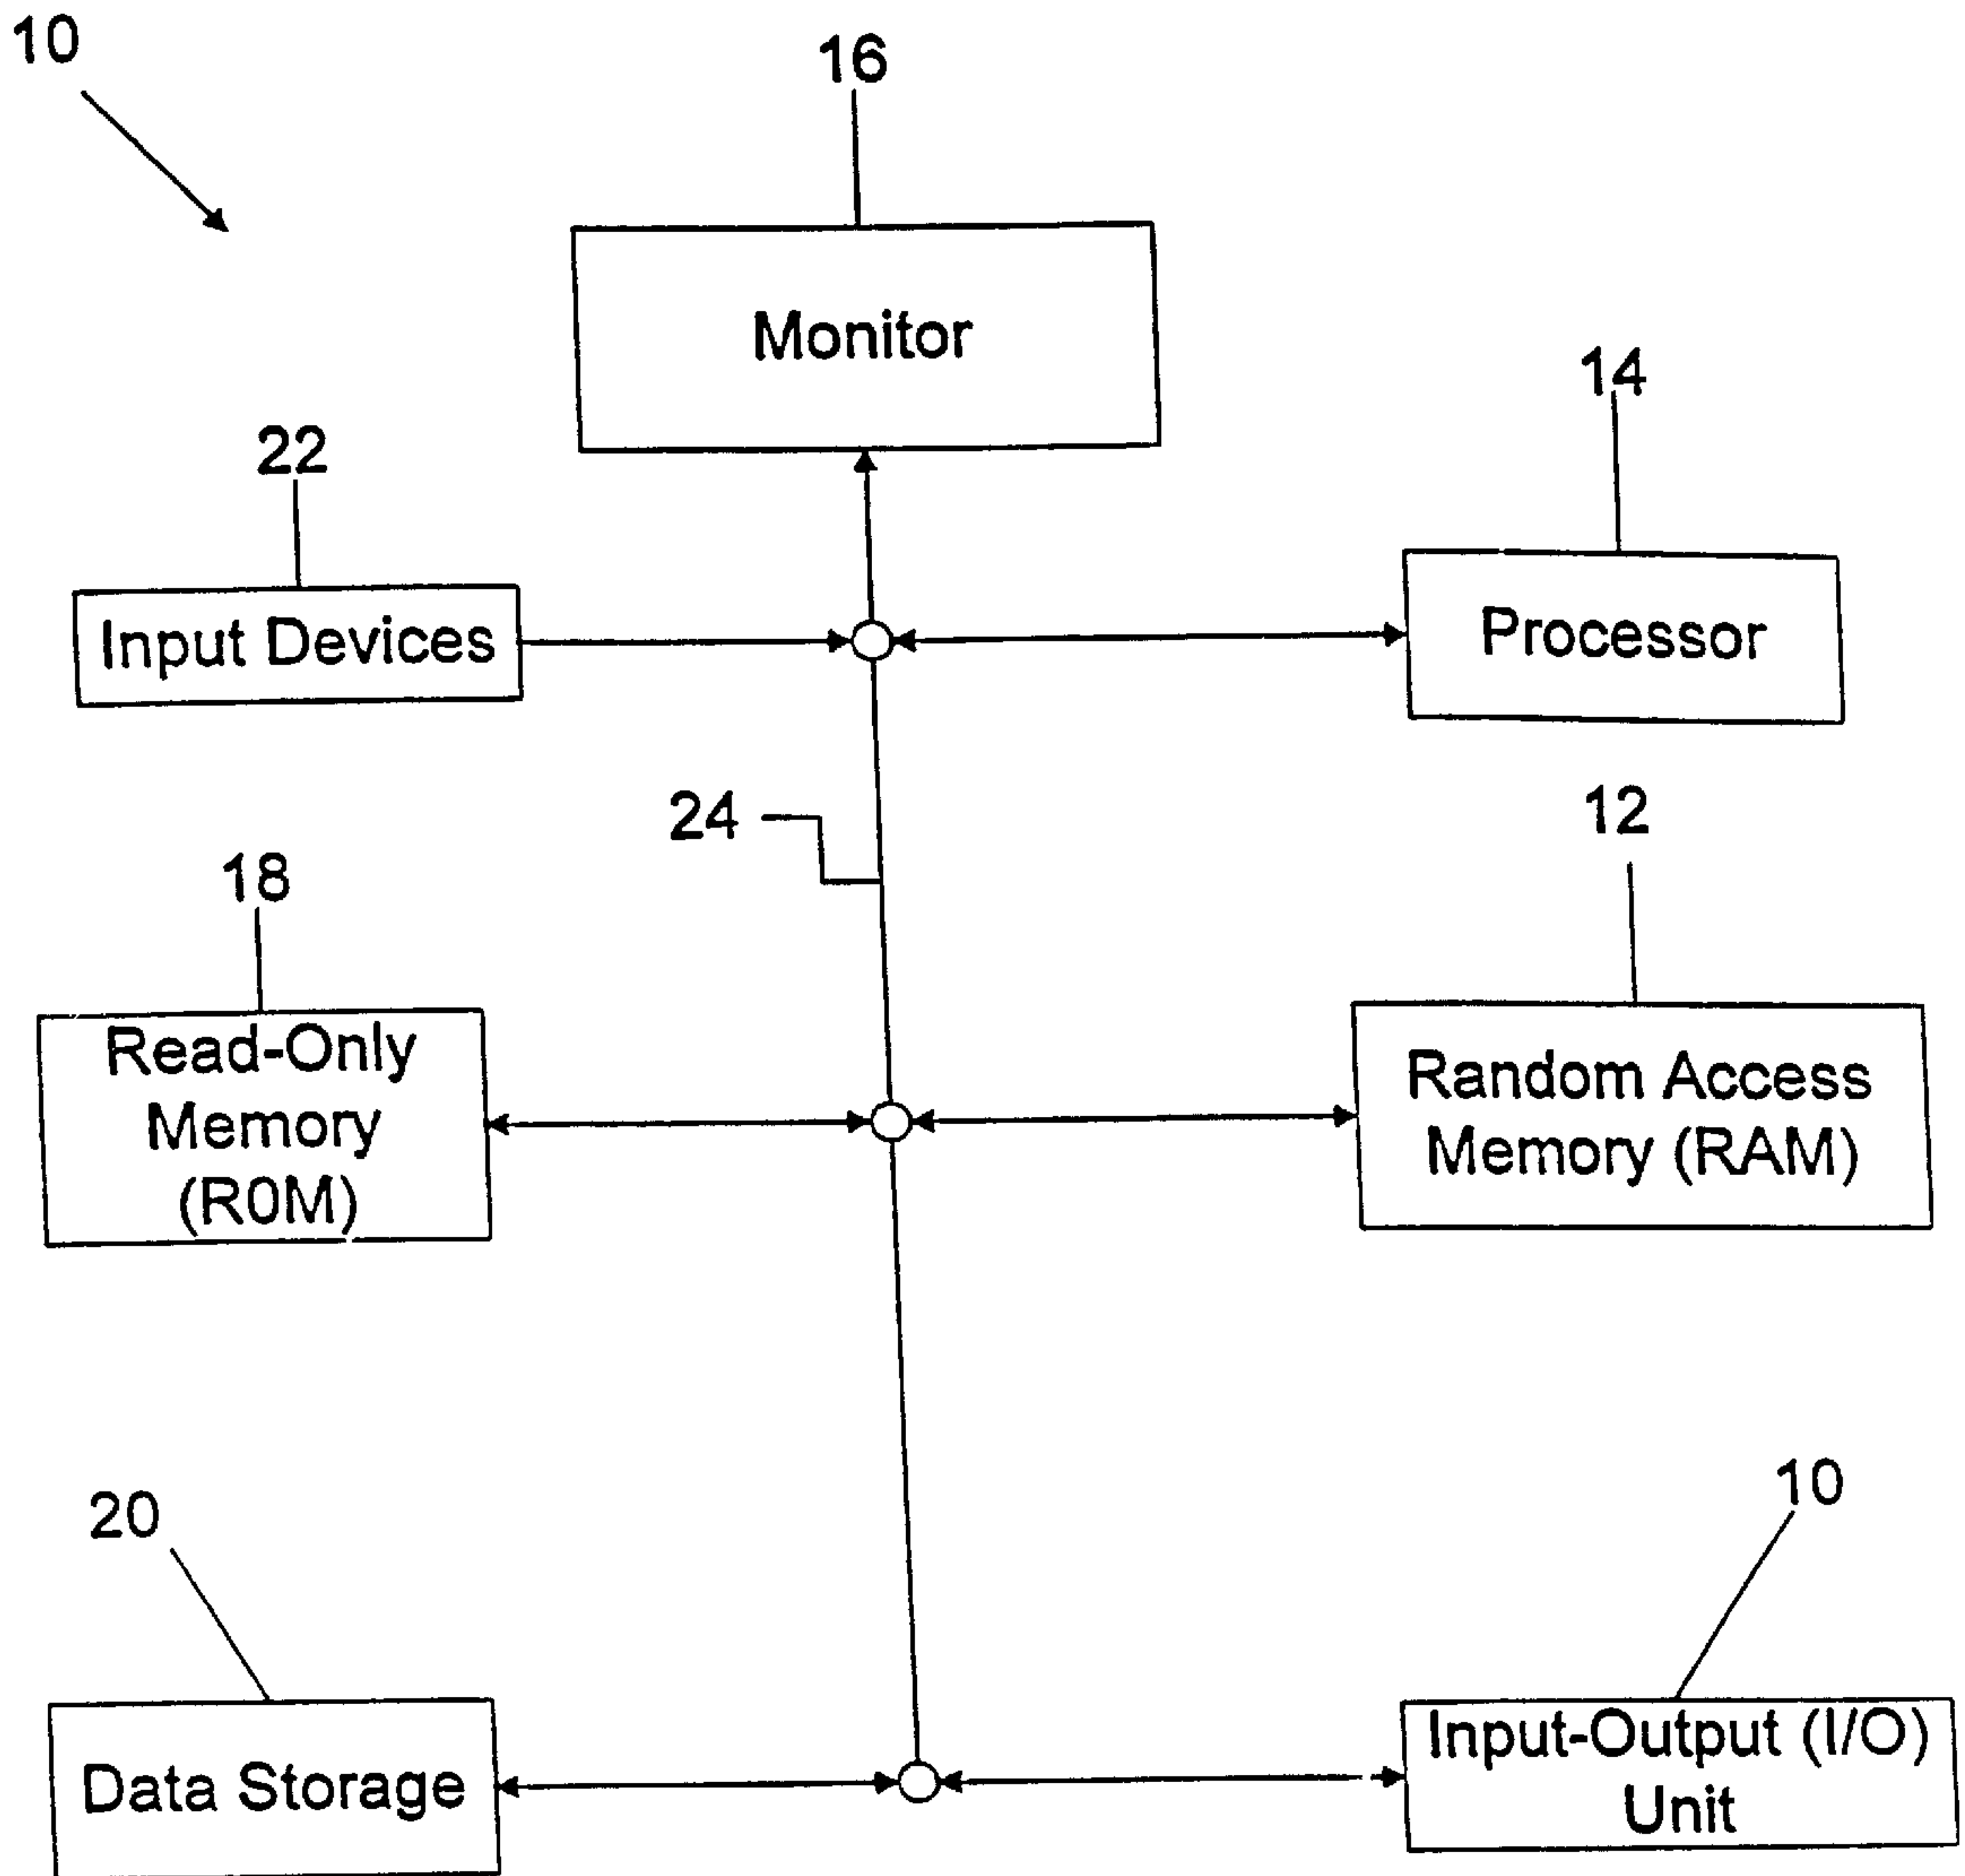 10
16
Monitor
14
22
Input Devices
Processor
24
12
18
Read-Only
Memory
(R0M)
Random Access
Memory (RAM)
20
10
Data Storage
Input-Output (I/O)
Unit